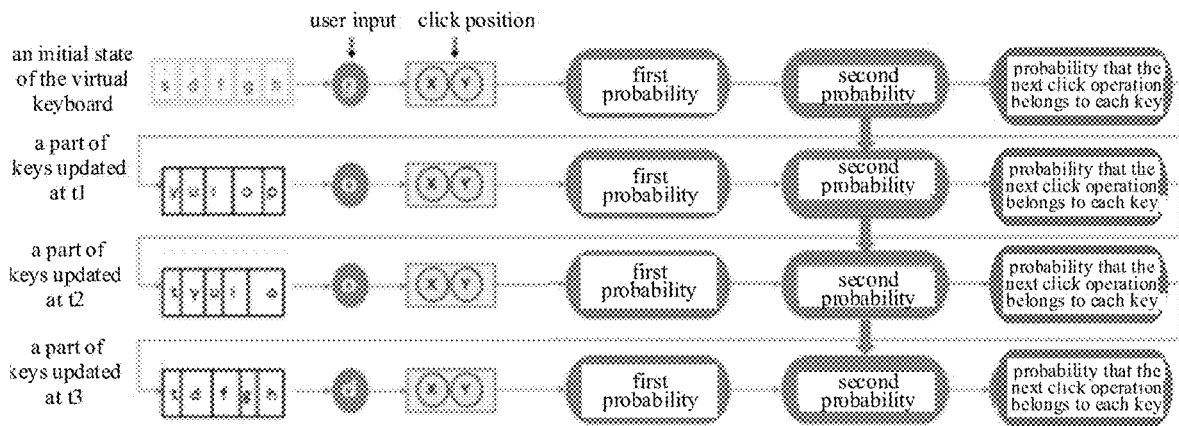 user input click position
an initial state
of the virtual
keyboard
s d f g h
X Y
first
probability
second
probability
probability that the
next click operation
belongs to each key
a part of
keys updated
at t1
y u i o p
X Y
first
probability
second
probability
probability that the
next click operation
belongs to each key
a part of
keys updated
at t2
t y u i o
X Y
first
probability
second
probability
probability that the
next click operation
belongs to each key
a part of
keys updated
at t3
d f g h
X Y
first
probability
second
probability
probability that the
next click operation
belongs to each key